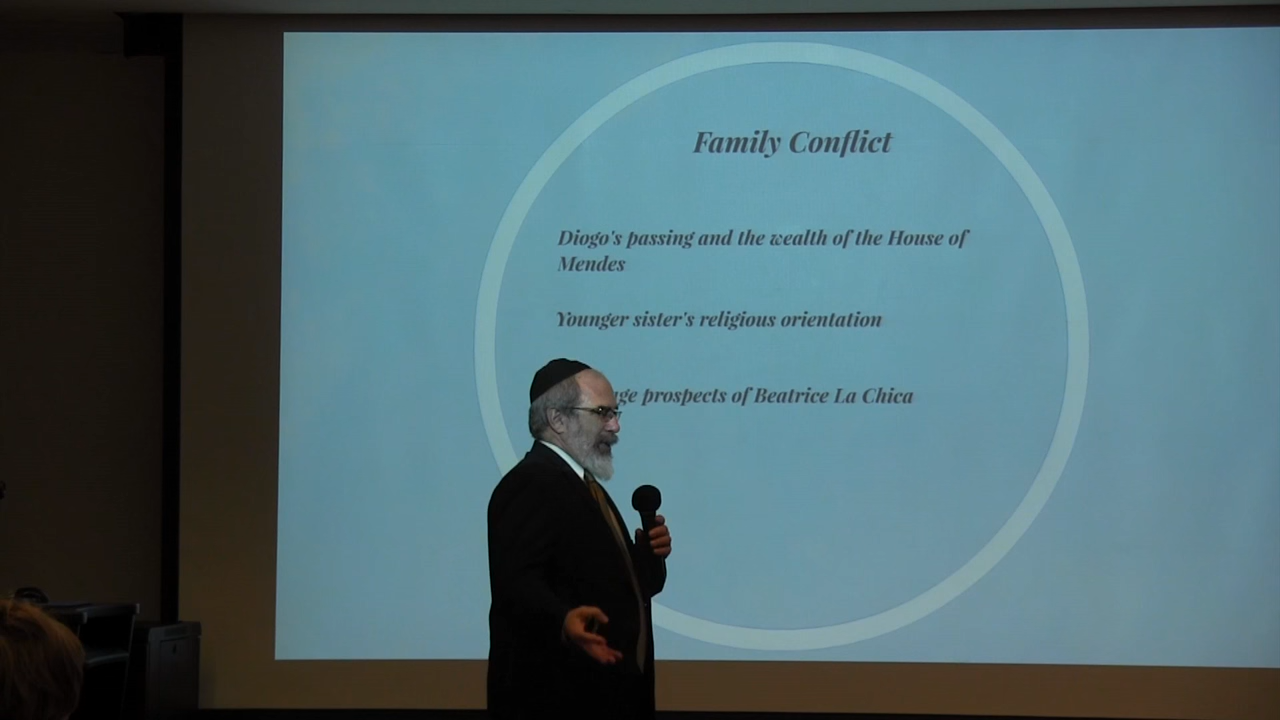 Family Conflict
Diogo's passing and the wealth of the House of
Mendes
Younger sister's religious orientation
prospects of Beatrice La Chica